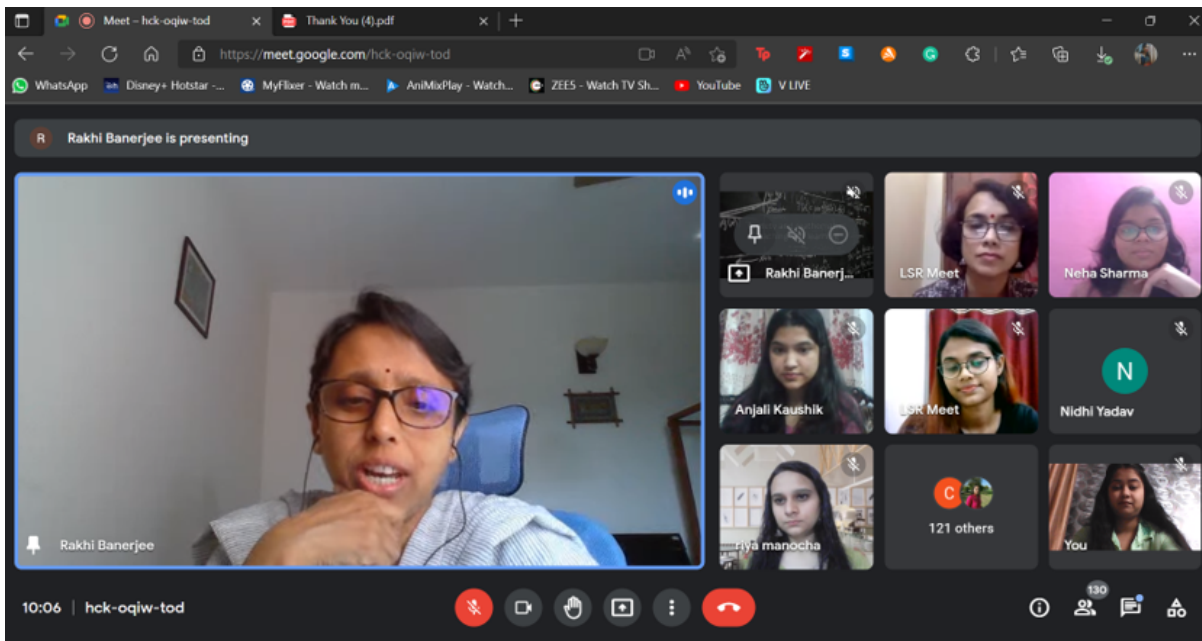 Meet – hck-oqiw-tod
Thank You (4).pdf
https://meet.google.com/hck-oqiw-tod
WhatsApp
Disney+ Hotstar -...
MyFlixer - Watch m...
AniMixPlay - Watch...
ZEE5 - Watch TV Sh...
YouTube
V LIVE
R
Rakhi Banerjee is presenting
Rakhi Banerj...
LSR Meet
Neha Sharma
Anjali Kaushik
LSR Meet
N
Nidhi Yadav
riya manocha
C
121 others
You
Rakhi Banerjee
10:06 | hck-oqiw-tod
130